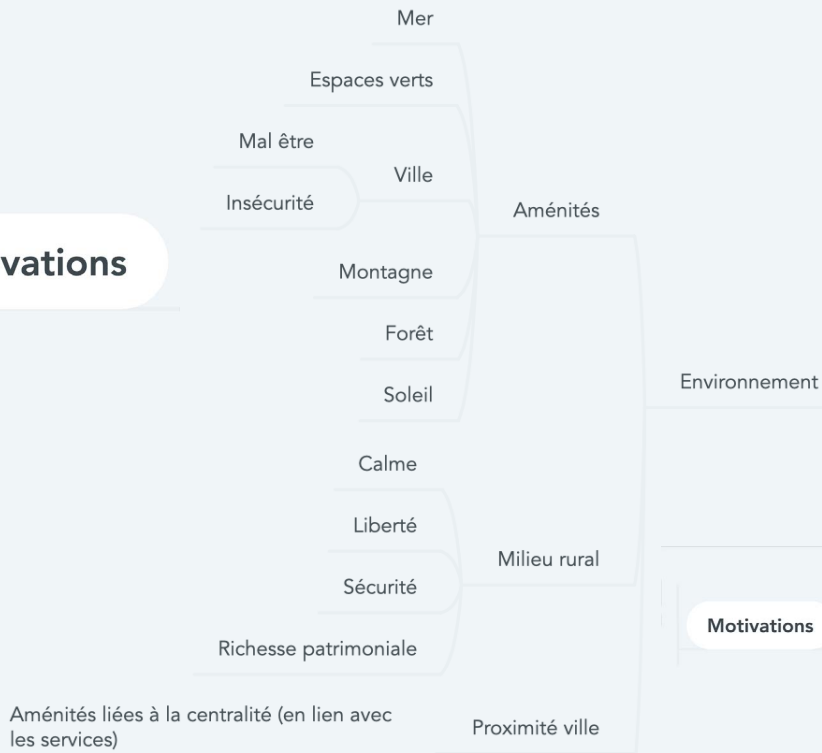 Mer
Espaces verts
Mal être
Ville
Insécurité
Aménités
vations
Montagne
Forêt
Environnement
Soleil
Calme
Liberté
Milieu rural
Sécurité
Motivations
Richesse patrimoniale
Aménités liées à la centralité (en lien avec
les services)
Proximité ville